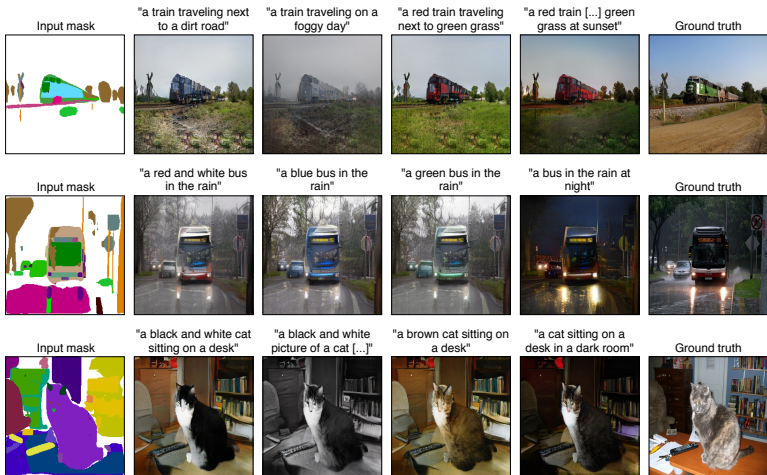 "a train traveling next
to a dirt road"
"a train traveling on a
foggy day"
"a red train traveling
next to green grass"
"a red train [...] green
grass at sunset"
Input mask
Ground truth
"a red and white bus
in the rain"
"a blue bus in the
rain"
"a green bus in the
rain"
"a bus in the rain at
night"
Input mask
Ground truth
"a black and white cat
sitting on a desk"
"a black and white
picture of a cat [...]"
"a brown cat sitting on
a desk"
"a cat sitting on a
desk in a dark room"
Input mask
Ground truth